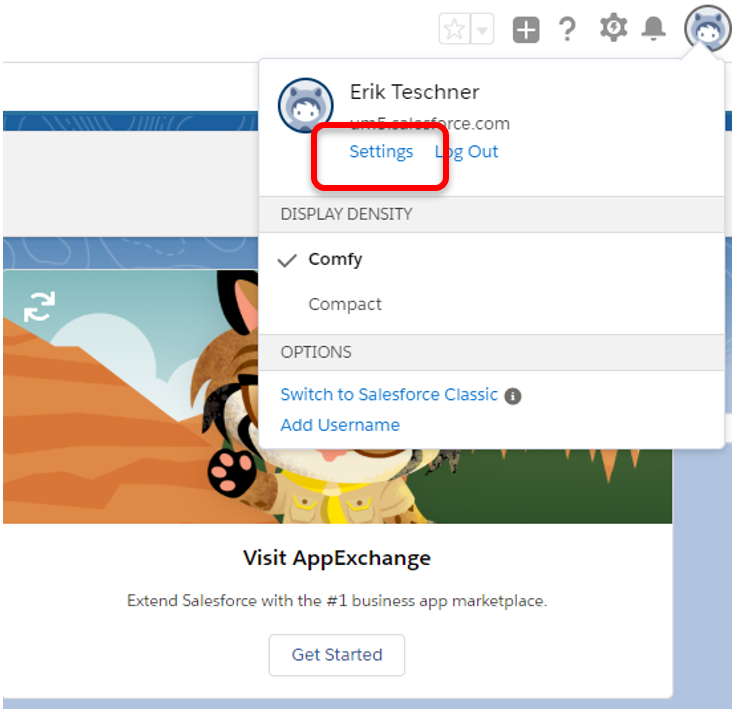 Erik Teschner
um5.salesforce.com
Settings Log Out
DISPLAY DENSITY
Comfy
Compact
OPTIONS
Switch to Salesforce Classic
Add Username
Visit AppExchange
Extend Salesforce with the #1 business app marketplace.
Get Started